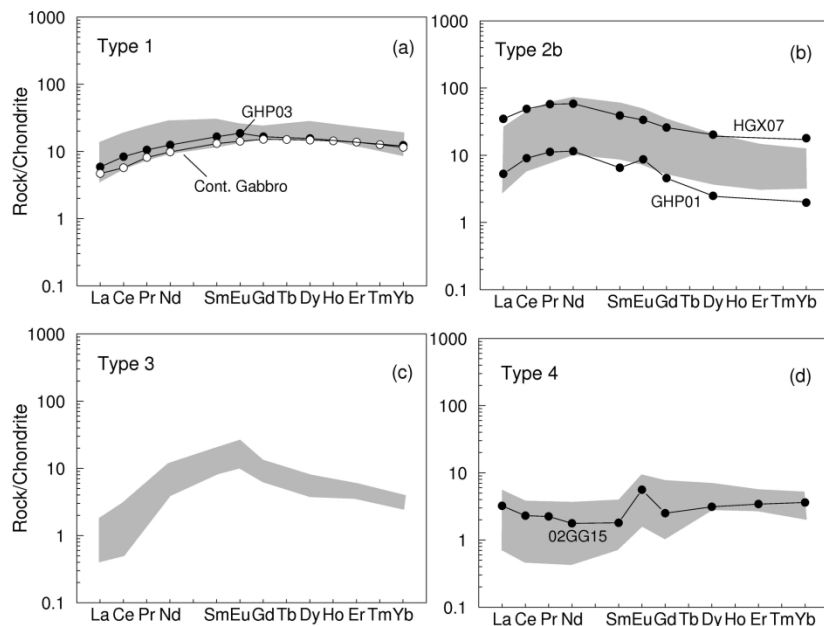 1000
Type 1
(a)
GHP03
100
10
Cont. Gabbro
1
0.1
Rock/Chondrite
La Ce Pr Nd Sm Eu Gd Tb Dy Ho Er Tm Yb
1000
Type 2b
(b)
100
HGX07
10
GHP01
1
0.1
La Ce Pr Nd Sm Eu Gd Tb Dy Ho Er Tm Yb
1000
Type 3
(c)
100
10
1
0.1
Rock/Chondrite
La Ce Pr Nd Sm Eu Gd Tb Dy Ho Er Tm Yb
1000
Type 4
(d)
100
10
1
02GG15
0.1
La Ce Pr Nd Sm Eu Gd Tb Dy Ho Er Tm Yb